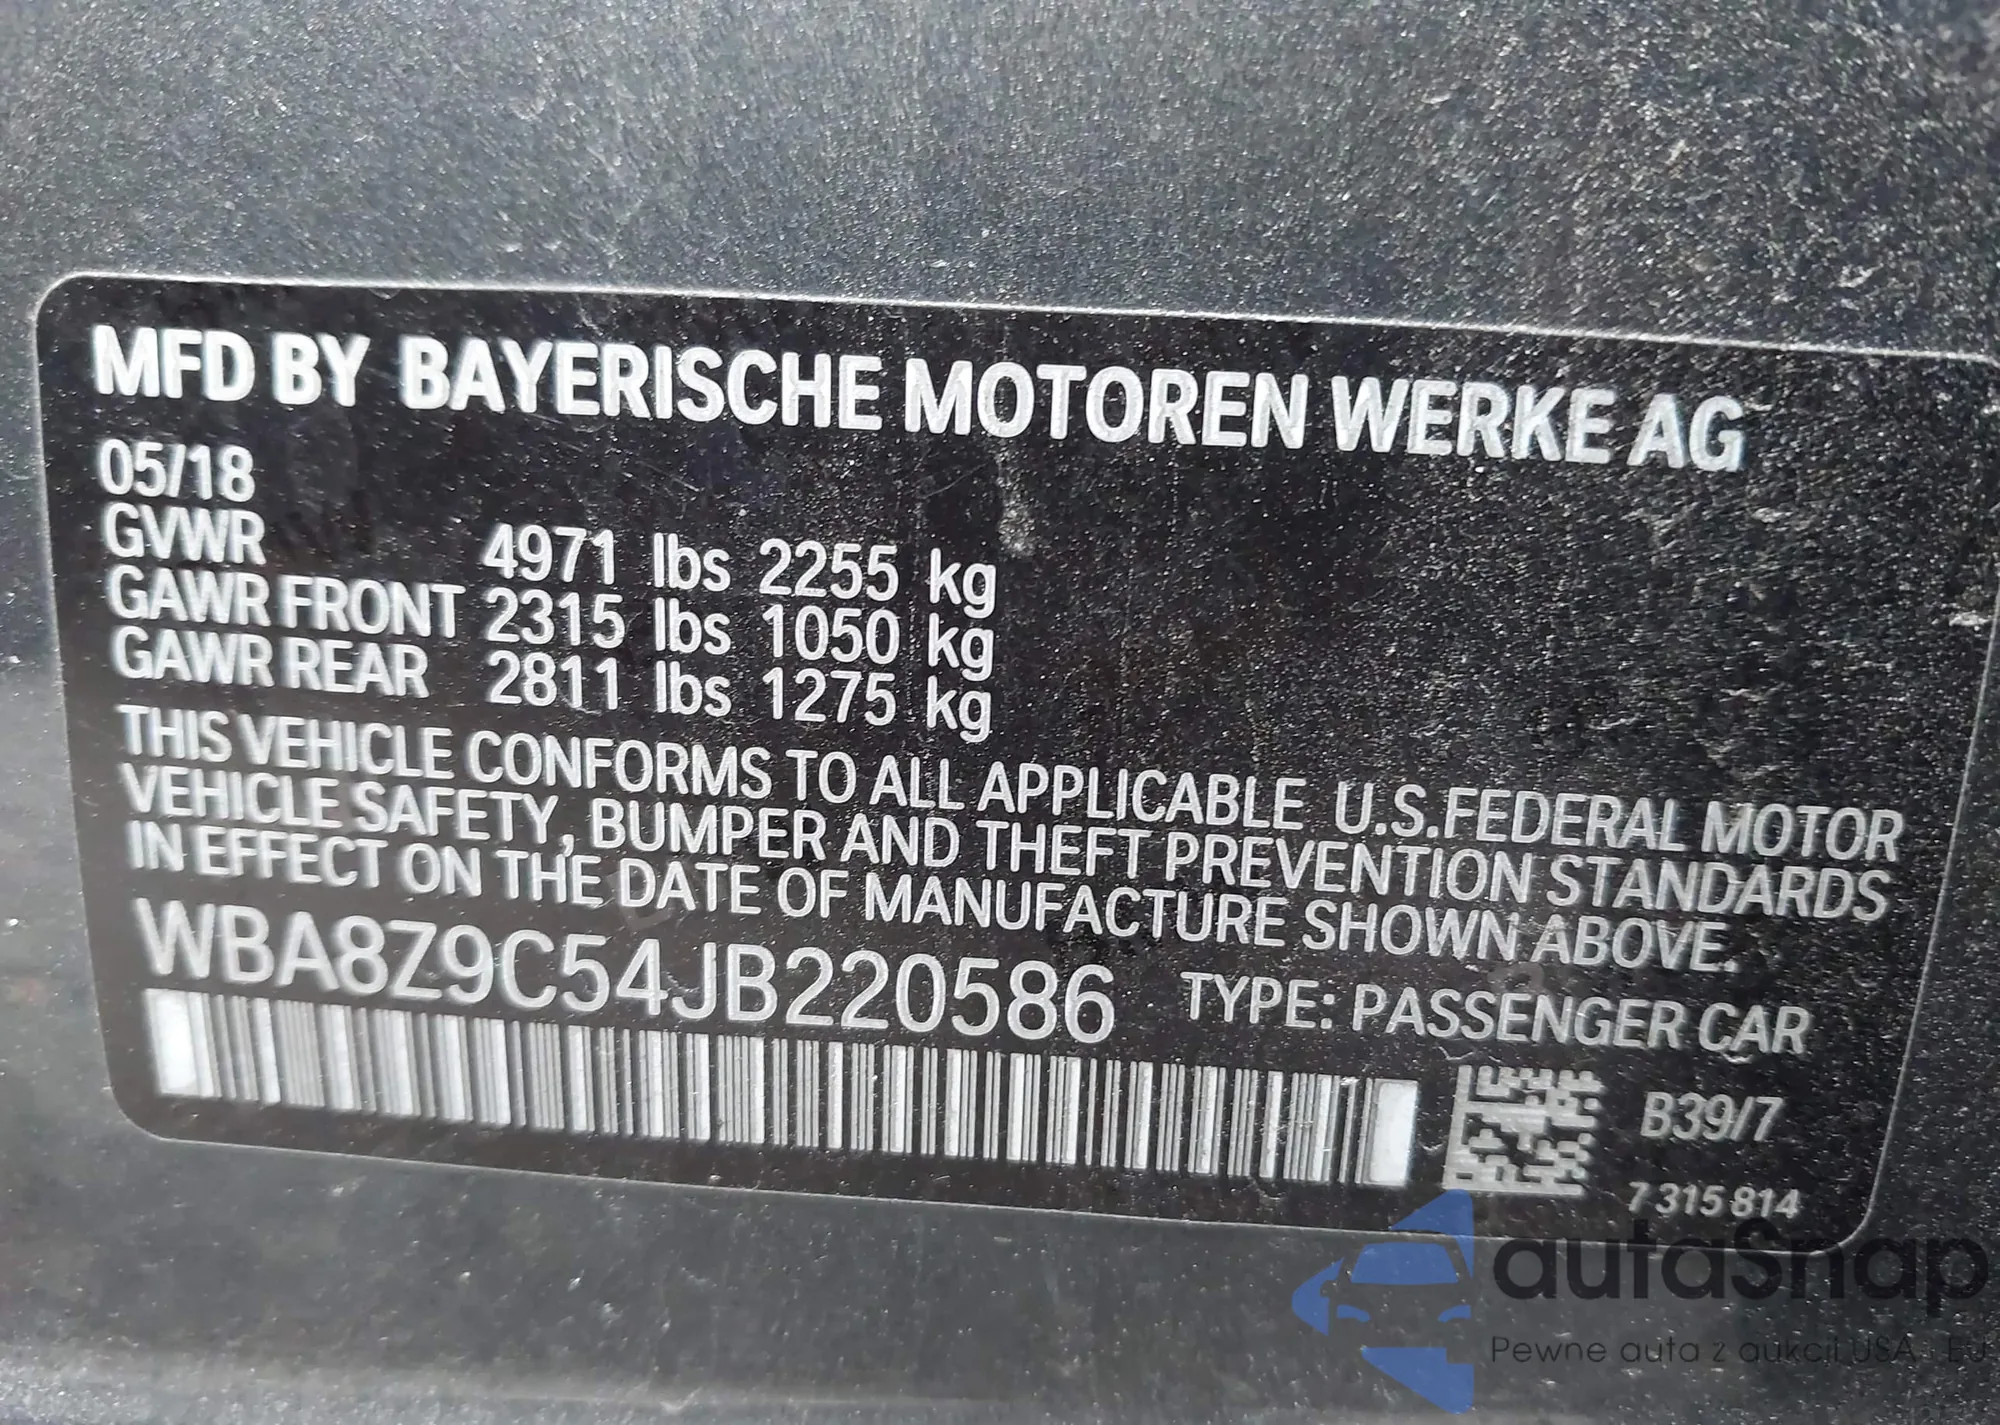 MFD BY BAYERISCHE MOTOREN WERKE AG
05/18
GVWR 4971 lbs 2255 kg
GAWR FRONT 2315 lbs 1050 kg
GAWR REAR 2811 lbs 1275 kg
THIS VEHICLE CONFORMS TO ALL APPLICABLE U.S.FEDERAL MOTOR
VEHICLE SAFETY, BUMPER AND THEFT PREVENTION STANDARDS
IN EFFECT ON THE DATE OF MANUFACTURE SHOWN ABOVE.
WBA8Z9C54JB220586 TYPE: PASSENGER CAR
B39/7
7 315 814
autaSnap
Pewne auta z aukcji USA i EU